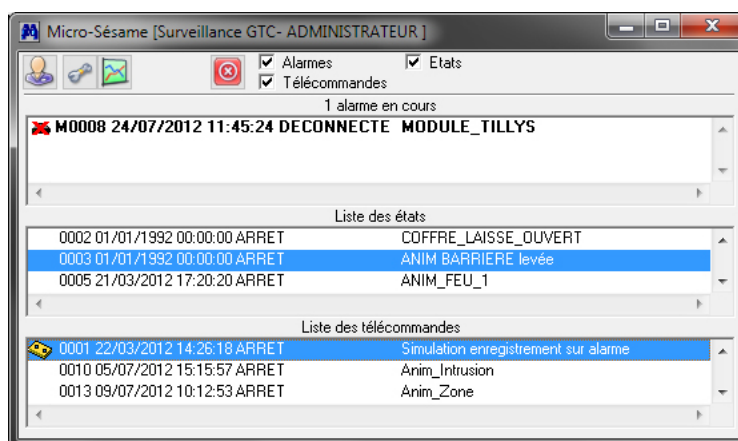 Micro-Sésame [Surveillance GTC- ADMINISTRATEUR ]
Alarmes Etats
Télécommandes
1 alarme en cours
M0008 24/07/2012 11:45:24 DECONNECTE MODULE_TILLYS
Liste des états
0002 01/01/1992 00:00:00 ARRET COFFRE_LAISSE_OUVERT
0003 01/01/1992 00:00:00 ARRET ANIM BARRIERE levée
0005 21/03/2012 17:20:20 ARRET ANIM_FEU_1
Liste des télécommandes
0001 22/03/2012 14:26:18 ARRET Simulation enregistrement sur alarme
0010 05/07/2012 15:15:57 ARRET Anim_Intrusion
0013 09/07/2012 10:12:53 ARRET Anim_Zone